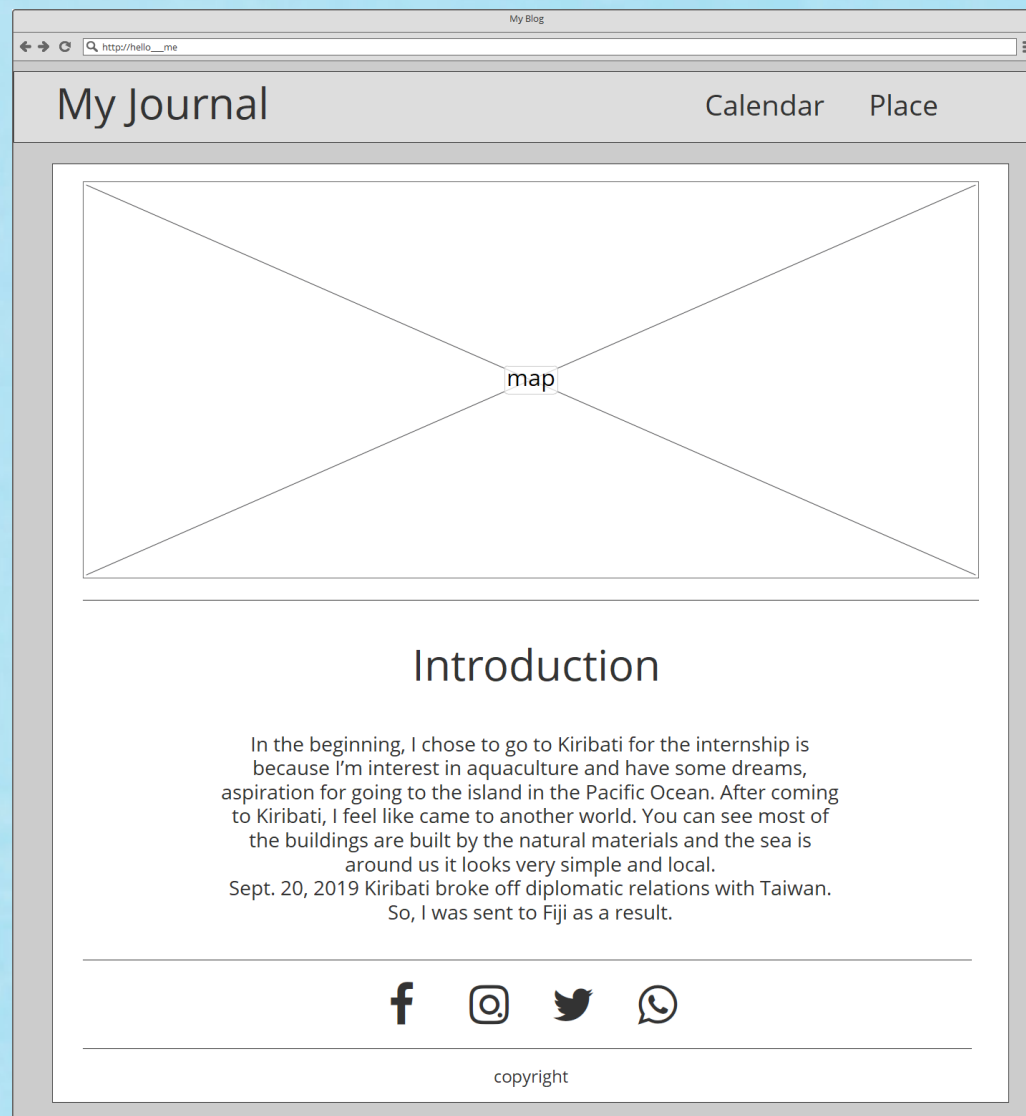 My Blog
http://hello___me
My Journal
Calendar Place
map
Introduction
In the beginning, I chose to go to Kiribati for the internship is
because I’m interest in aquaculture and have some dreams,
aspiration for going to the island in the Pacific Ocean. After coming
to Kiribati, I feel like came to another world. You can see most of
the buildings are built by the natural materials and the sea is
around us it looks very simple and local.
Sept. 20, 2019 Kiribati broke off diplomatic relations with Taiwan.
So, I was sent to Fiji as a result.
copyright